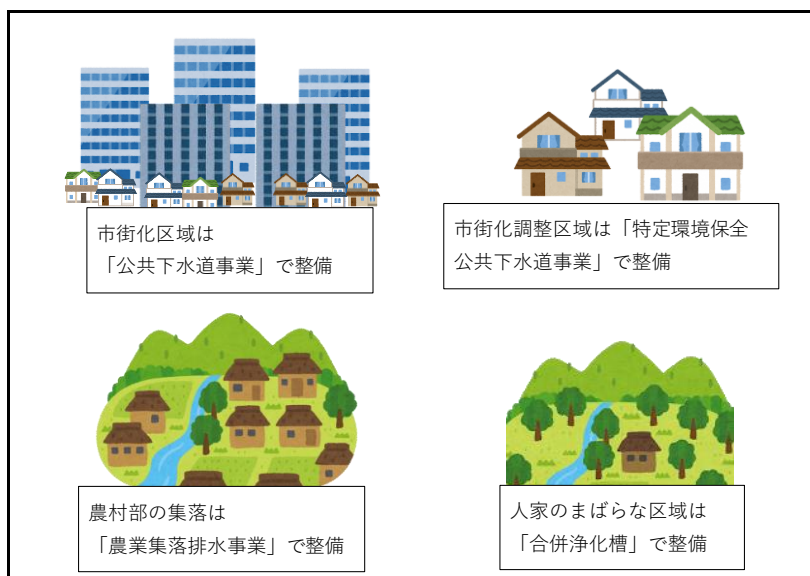 市街化区域は
「公共下水道事業」で整備
市街化調整区域は「特定環境保全
公共下水道事業」で整備
農村部の集落は
「農業集落排水事業」で整備
人家のまばらな区域は
「合併浄化槽」で整備